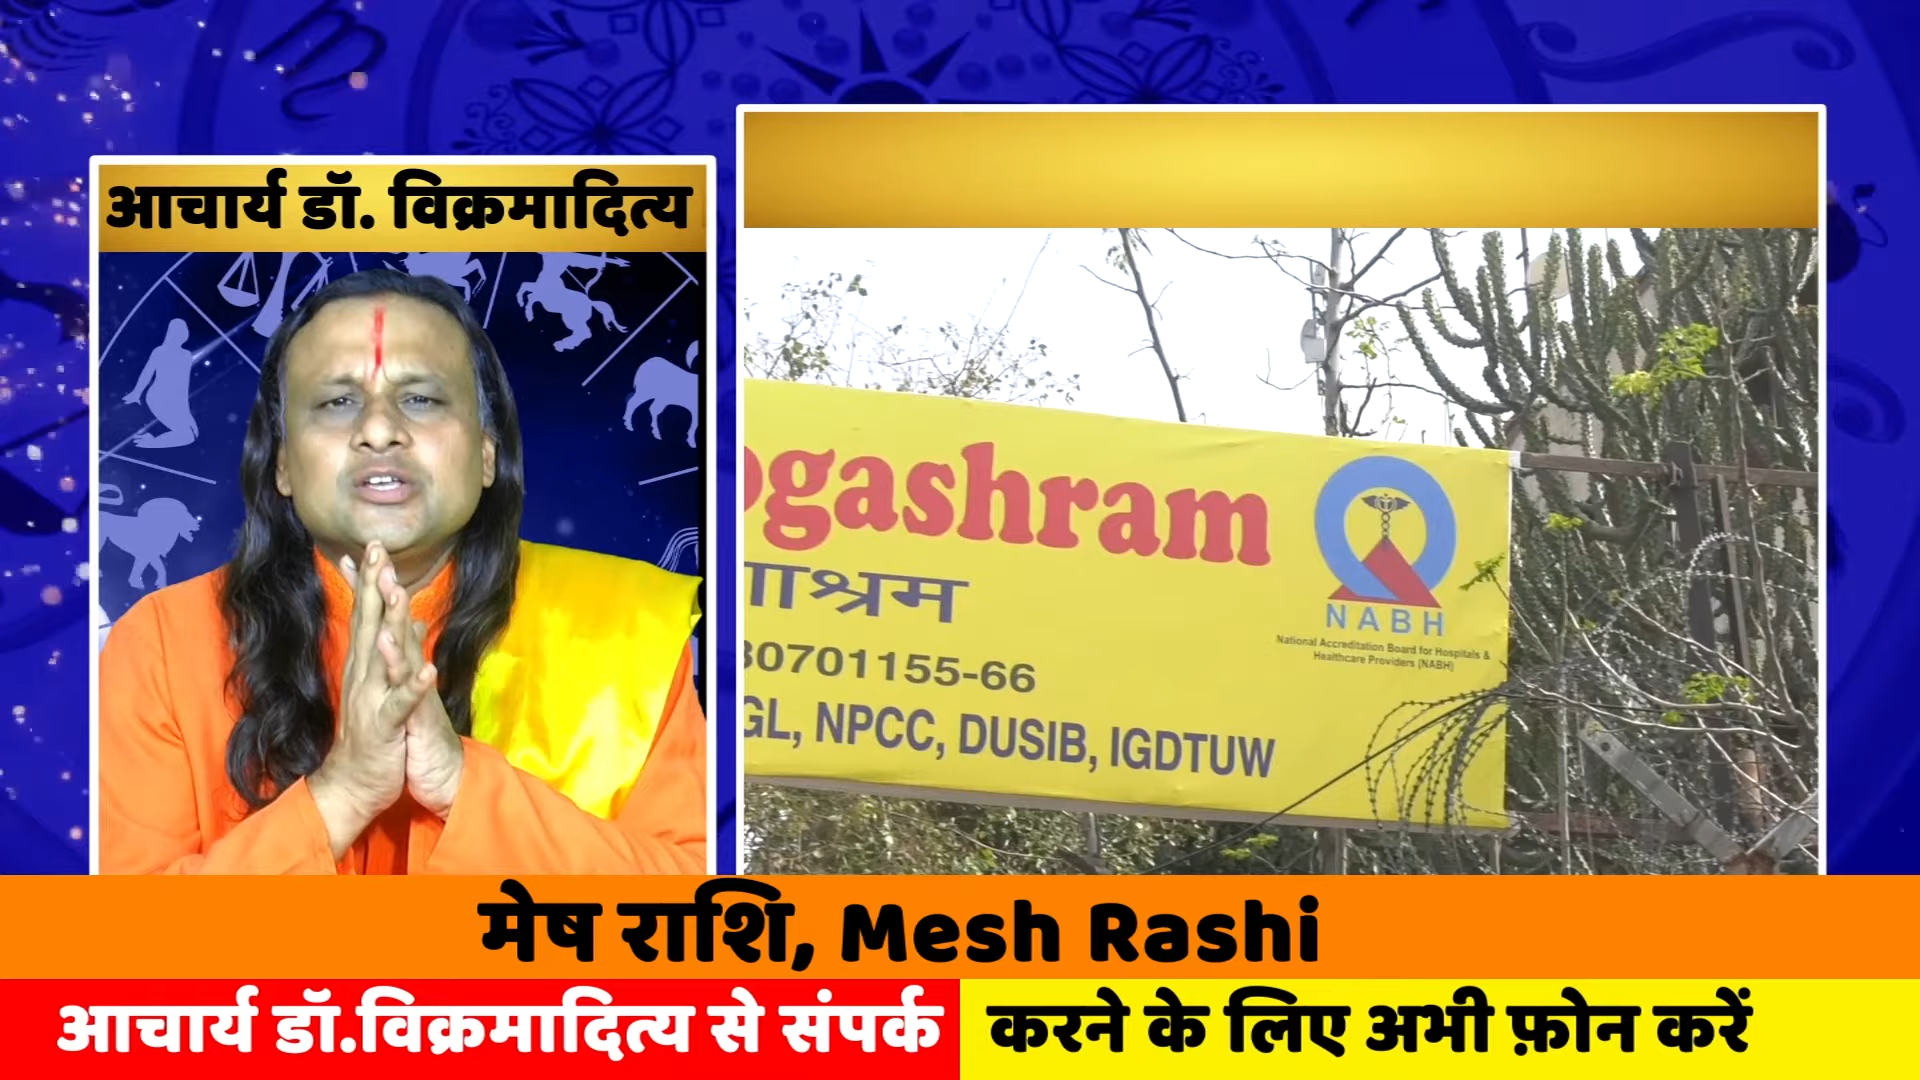 आचार्य डॉ. विक्रमादित्य
ogashram
श्रम
NABH
National Accreditation Board for Hospitals &
Healthcare Providers (NABH)
0701155-66
GL, NPCC, DUSIB, IGDTUW
मेष राशि, Mesh Rashi
आचार्य डॉ.विक्रमादित्य से संपर्क करने के लिए अभी फ़ोन करें